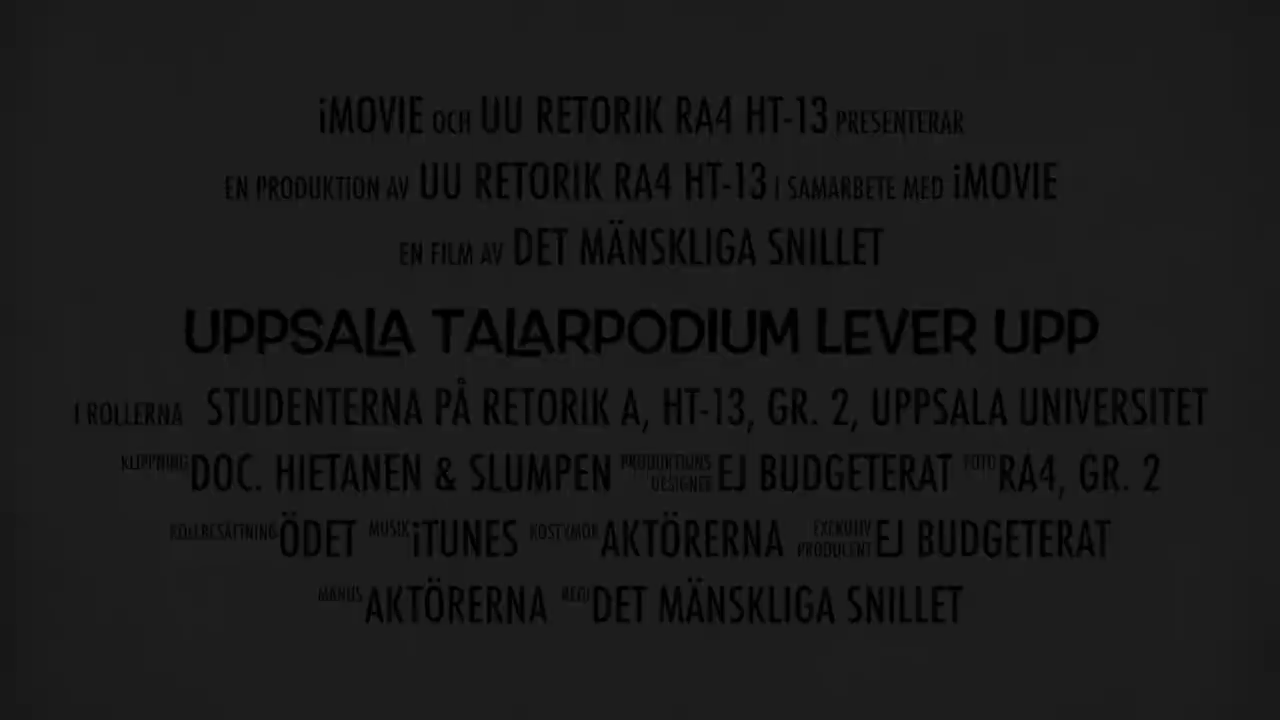 iMOVIE OCH UU RETORIK RA4 HT-13 PRESENTERAR
EN PRODUKTION AV UU RETORIK RA4 HT-13 I SAMARBETE MED iMOVIE
EN FILM AV DET MÄNSKLIGA SNILLET
UPPSALA TALARPODIUM LEVER UPP
I ROLLERNA STUDENTERNA PÅ RETORIK A, HT-13, GR. 2, UPPSALA UNIVERSITET
KLIPPNING DOC. HIETANEN & SLUMPEN PRODUKTIONS DESIGNER EJ BUDGETERAT FOTO RA4, GR. 2
ROLLBESÄTTNING ÖDET MUSIK iTUNES KOSTYMÖR AKTÖRERNA EXEKUTIV PRODUCENT EJ BUDGETERAT
MANUS AKTÖRERNA REGI DET MÄNSKLIGA SNILLET